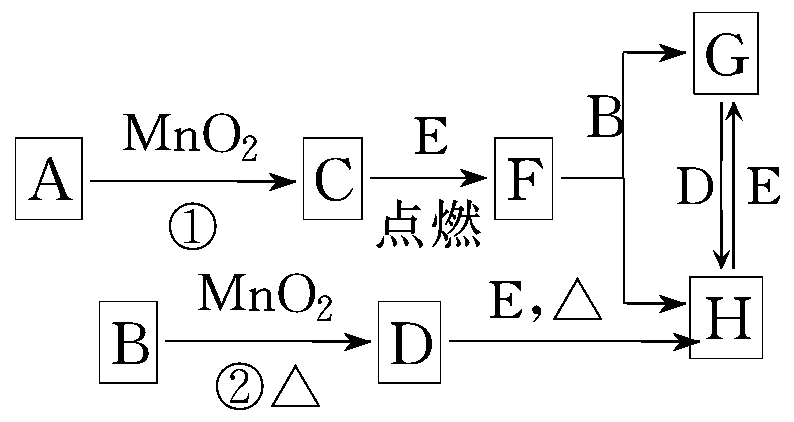 G
MnO₂ E B
A C F D E
① 点燃
MnO₂ E,△
B D H
②△